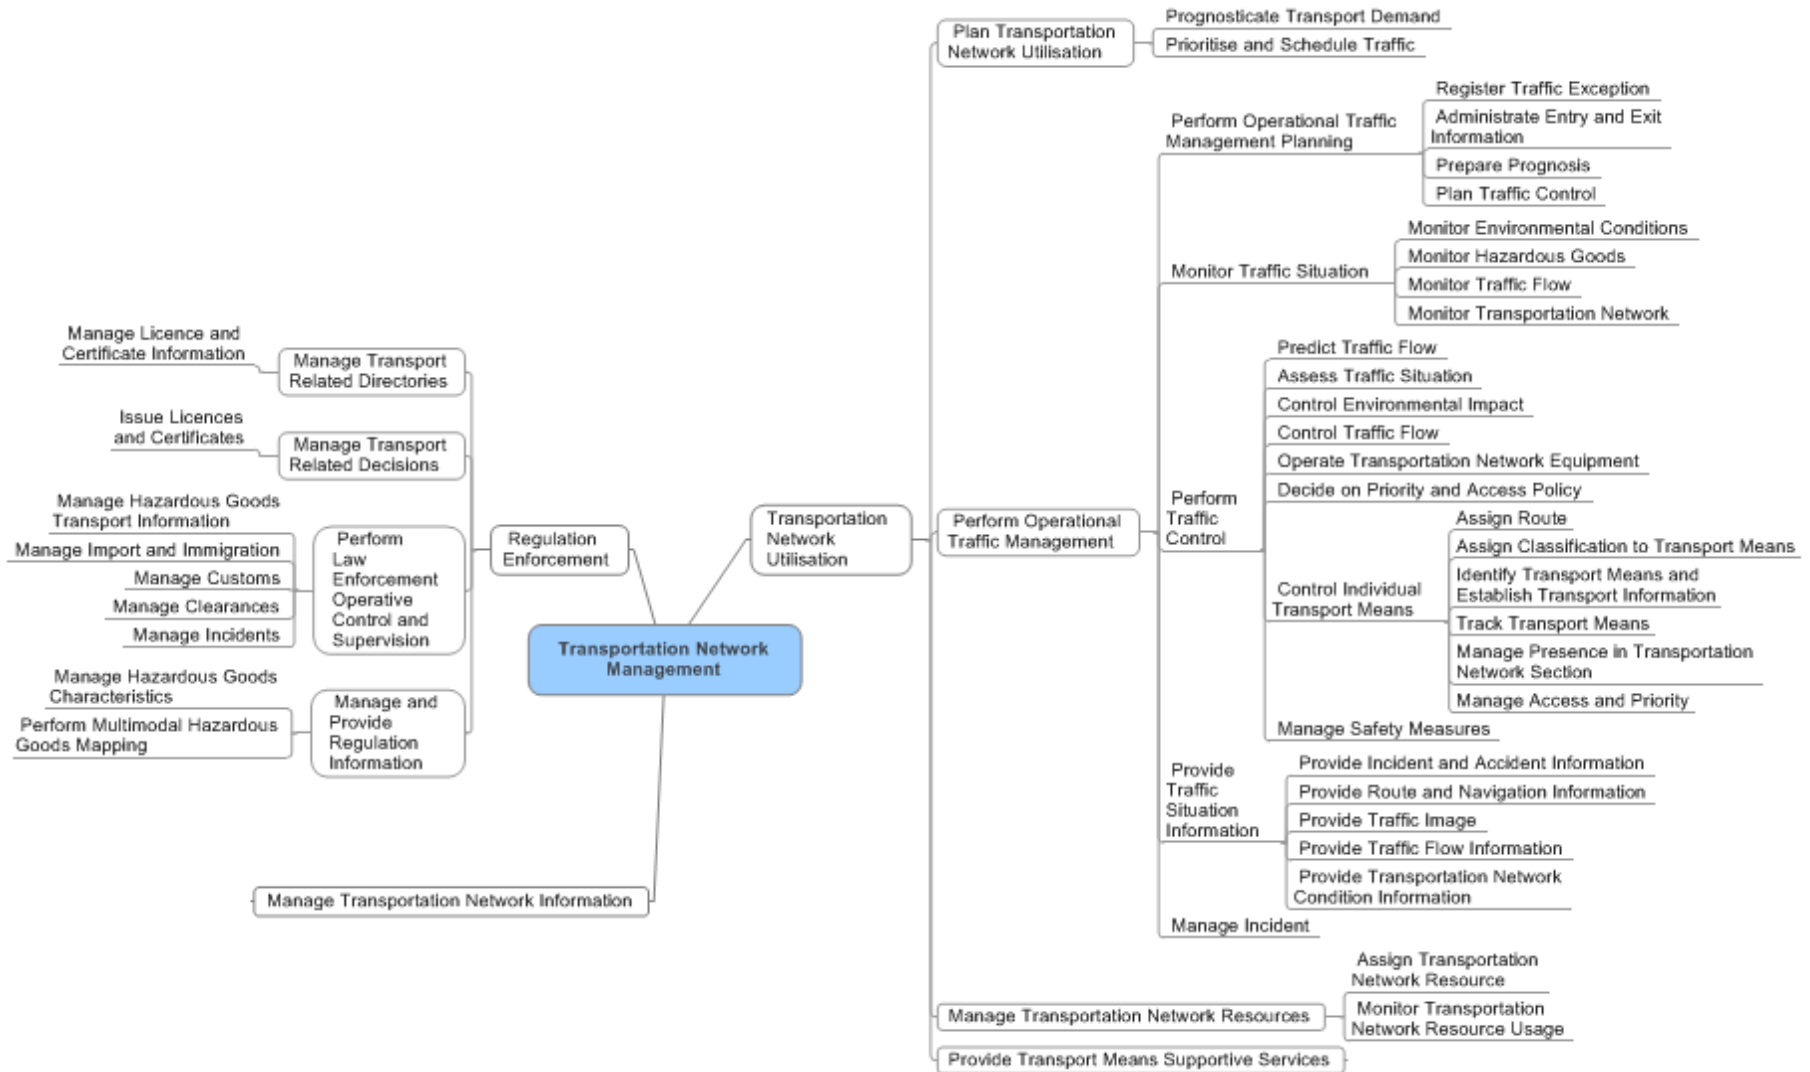 Plan Transportation
Network Utilisation
Prognosticate Transport Demand
Prioritise and Schedule Traffic
Perform Operational Traffic
Management Planning
Register Traffic Exception
Administrate Entry and Exit
Information
Prepare Prognosis
Plan Traffic Control
Monitor Traffic Situation
Monitor Environmental Conditions
Monitor Hazardous Goods
Monitor Traffic Flow
Monitor Transportation Network
Manage Licence and
Certificate Information
Manage Transport
Related Directories
Issue Licences
and Certificates
Manage Transport
Related Decisions
Manage Hazardous Goods
Transport Information
Manage Import and Immigration
Manage Customs
Manage Clearances
Manage Incidents
Perform
Law
Enforcement
Operative
Control and
Supervision
Manage Hazardous Goods
Characteristics
Perform Multimodal Hazardous
Goods Mapping
Manage and
Provide
Regulation
Information
Regulation
Enforcement
Transportation Network
Management
Manage Transportation Network Information
Transportation
Network
Utilisation
Perform Operational
Traffic Management
Perform
Traffic
Control
Predict Traffic Flow
Assess Traffic Situation
Control Environmental Impact
Control Traffic Flow
Operate Transportation Network Equipment
Decide on Priority and Access Policy
Control Individual
Transport Means
Assign Route
Assign Classification to Transport Means
Identify Transport Means and
Establish Transport Information
Track Transport Means
Manage Presence in Transportation
Network Section
Manage Access and Priority
Manage Safety Measures
Provide
Traffic
Situation
Information
Provide Incident and Accident Information
Provide Route and Navigation Information
Provide Traffic Image
Provide Traffic Flow Information
Provide Transportation Network
Condition Information
Manage Incident
Manage Transportation Network Resources
Assign Transportation
Network Resource
Monitor Transportation
Network Resource Usage
Provide Transport Means Supportive Services